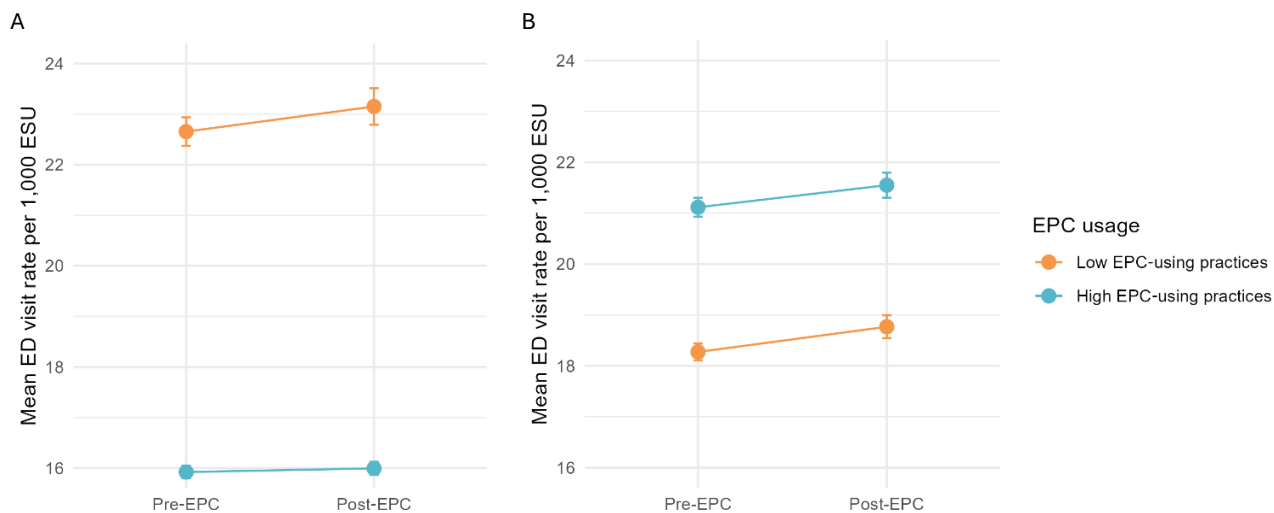 A
B
Mean ED visit rate per 1,000 ESU
24
22
20
18
16
Pre-EPC
Post-EPC
Mean ED visit rate per 1,000 ESU
24
22
20
18
16
Pre-EPC
Post-EPC
EPC usage
Low EPC-using practices
High EPC-using practices